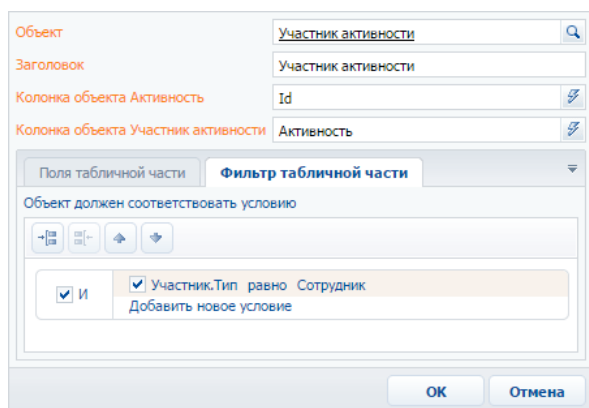 Объект Участник активности
Заголовок Участник активности
Колонка объекта Активность Id
Колонка объекта Участник активности Активность
Поля табличной части Фильтр табличной части
Объект должен соответствовать условию
И Участник.Тип равно Сотрудник
Добавить новое условие
ОК Отмена